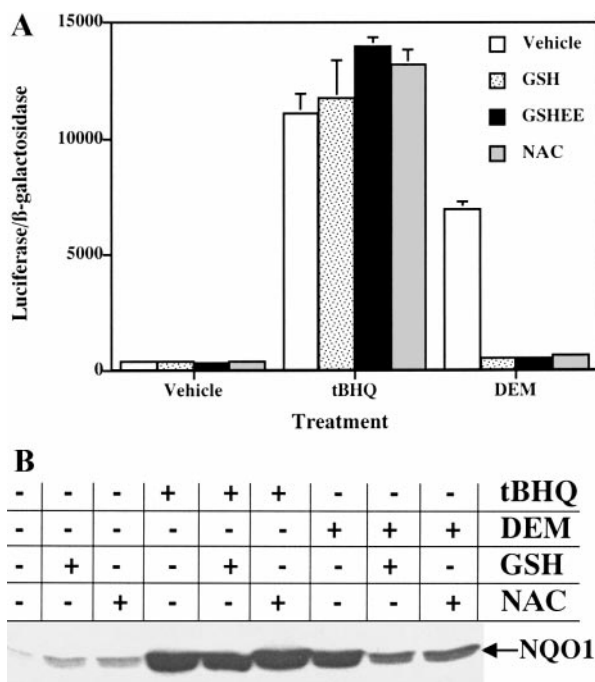 A
15000
10000
5000
0
Luciferase/ß-galactosidase
Vehicle
GSH
GSHEE
NAC
Vehicle tBHQ DEM
Treatment
B
- - - + + + - - - tBHQ
- - - - - - + + + DEM
- + - - + - - + - GSH
- - + - - + - - + NAC
←NQO1